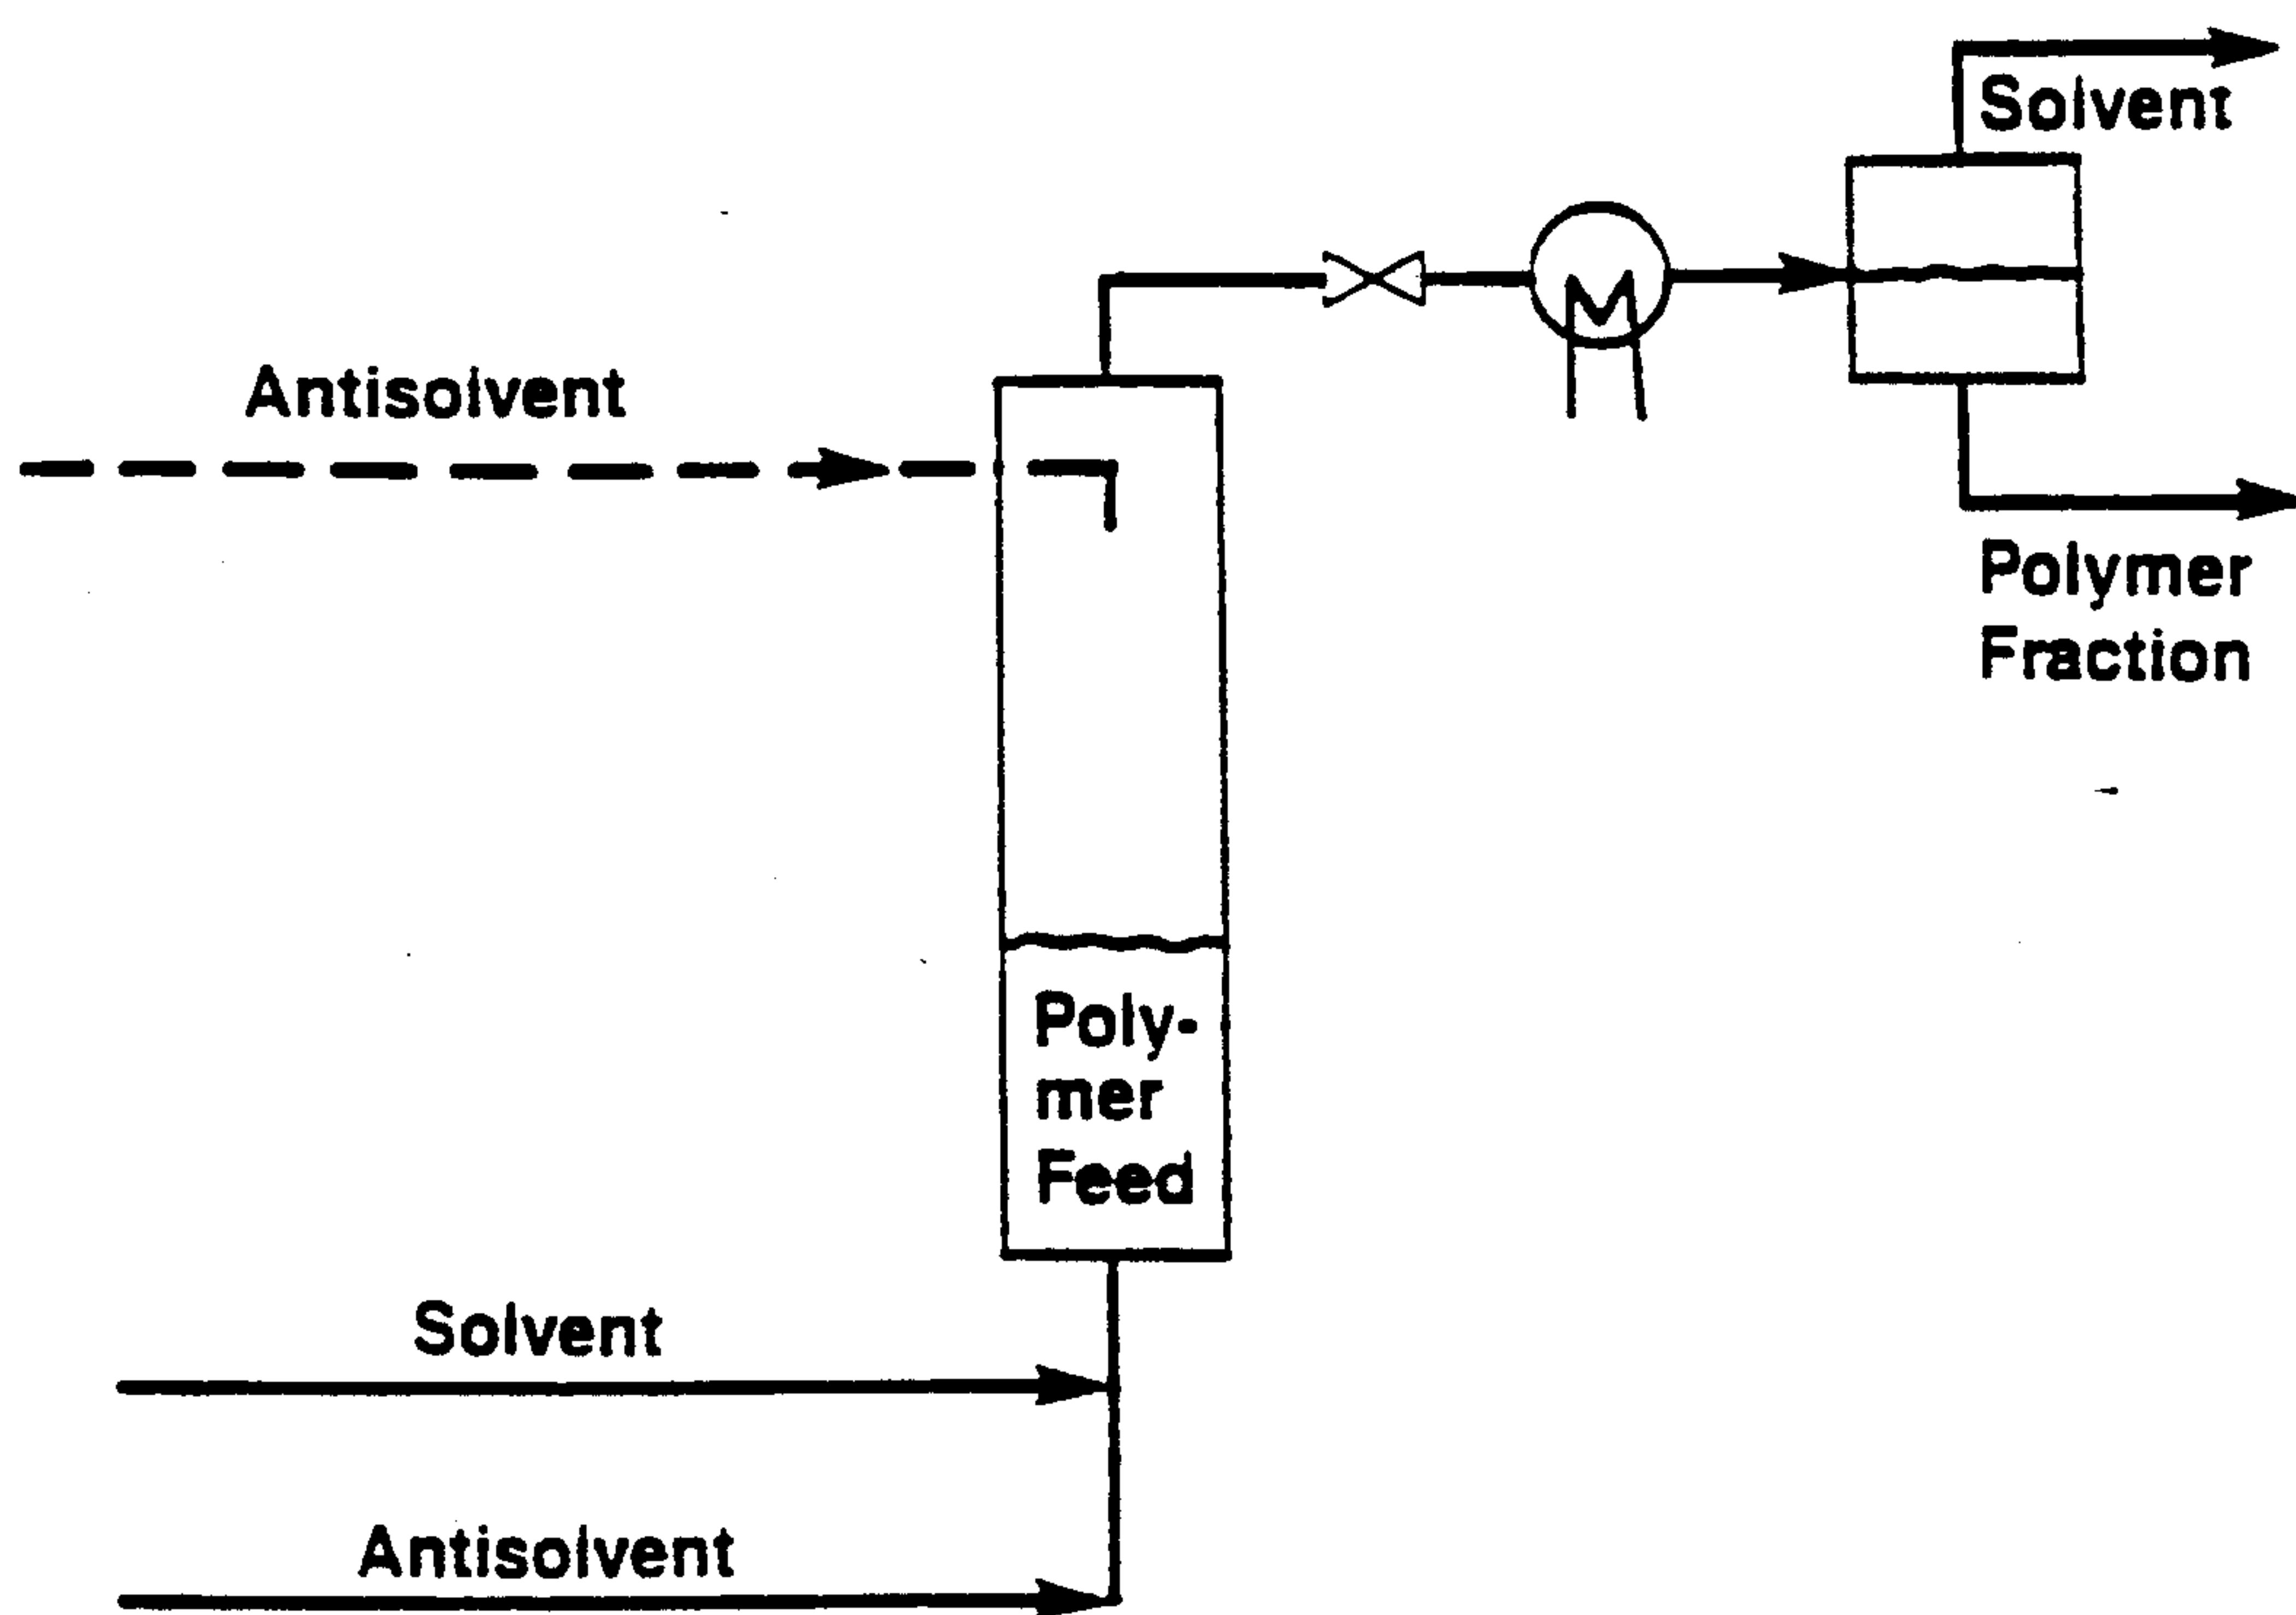 Solvent
Antisolvent
Polymer
Fraction
Poly-
mer
Feed
Solvent
Antisolvent